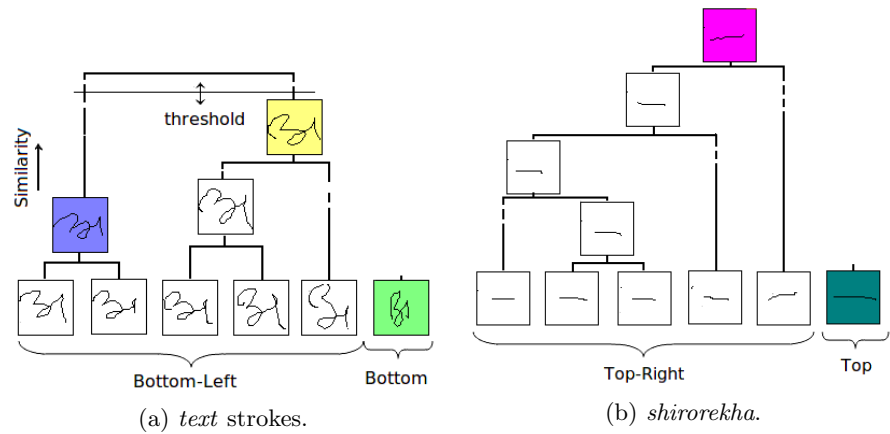 threshold
Similarity
Bottom-Left
Bottom
(a) text strokes.
Top-Right
Top
(b) shirorekha.